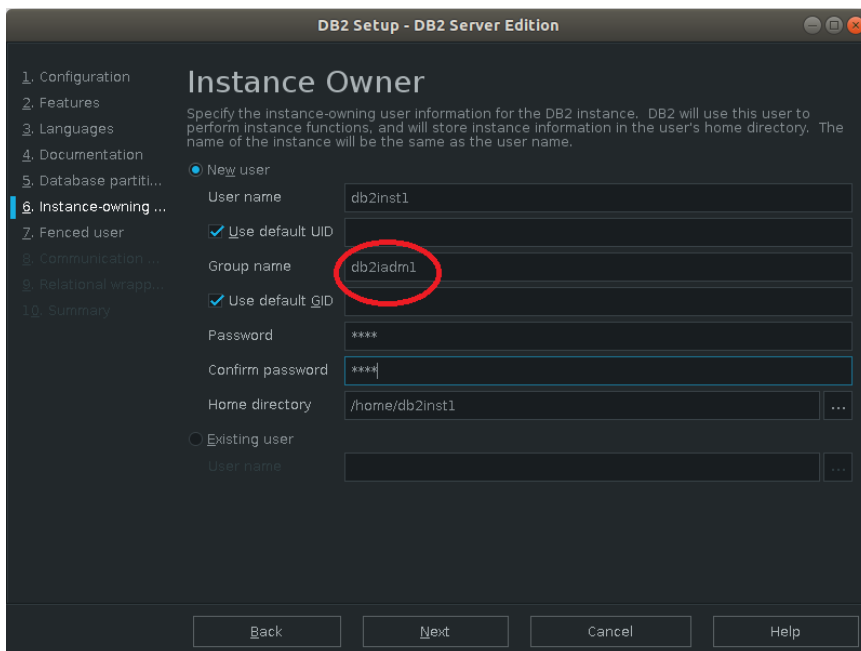 DB2 Setup - DB2 Server Edition
1. Configuration
2. Features
3. Languages
4. Documentation
5. Database partiti...
6. Instance-owning ...
7. Fenced user
8. Communication ...
9. Relational wrapp...
10. Summary
Instance Owner
Specify the instance-owning user information for the DB2 instance. DB2 will use this user to
perform instance functions, and will store instance information in the user's home directory. The
name of the instance will be the same as the user name.
New user
User name db2inst1
Use default UID
Group name db2iadm1
Use default GID
Password ****
Confirm password ****
Home directory /home/db2inst1 ...
Existing user
User name ...
Back Next Cancel Help